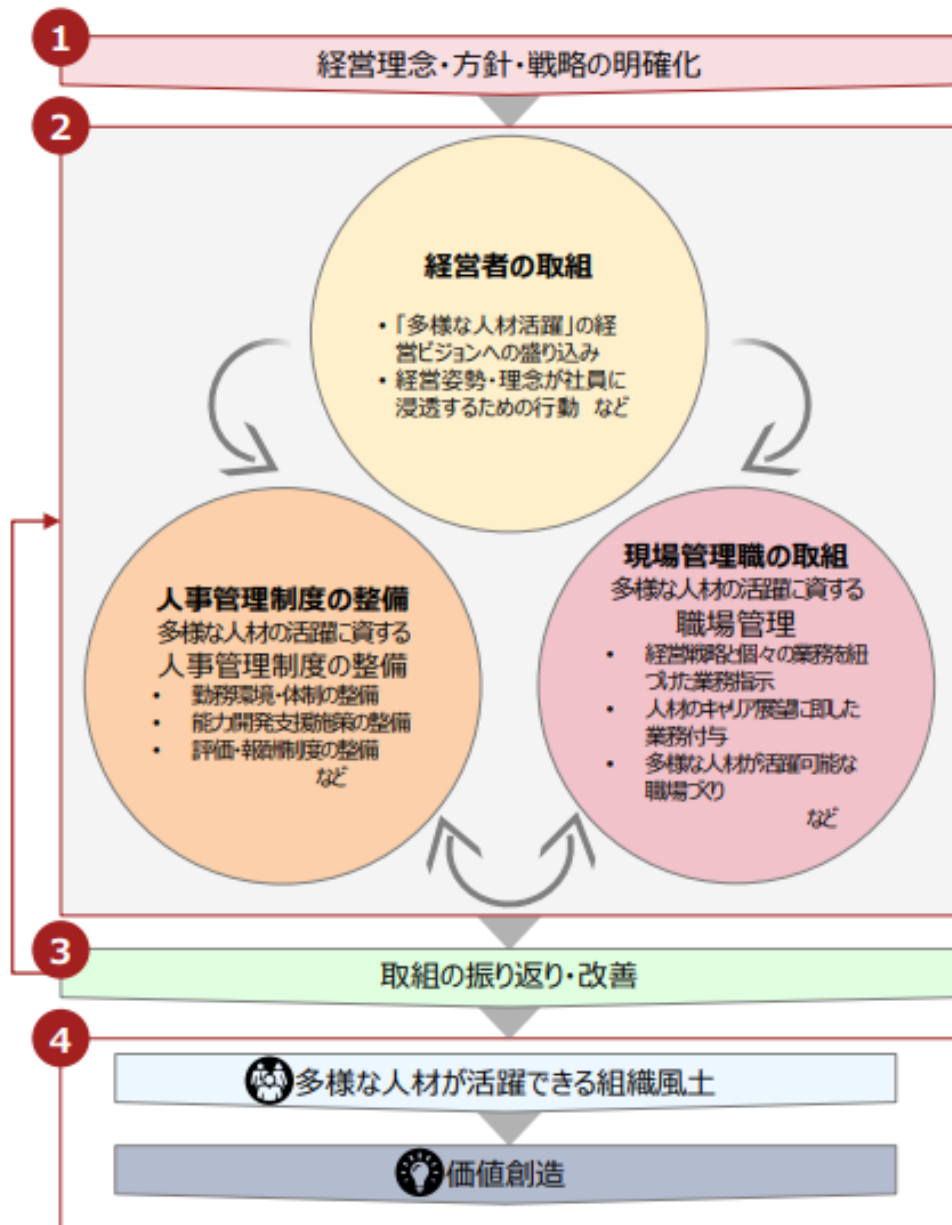 1
経営理念・方針・戦略の明確化
2
経営者の取組
• 「多様な人材活躍」の経
営ビジョンへの盛り込み
• 経営姿勢・理念が社員に
浸透するための行動 など
人事管理制度の整備
多様な人材の活躍に資する
人事管理制度の整備
• 勤務環境・体制の整備
• 能力開発支援施策の整備
• 評価・報酬制度の整備
など
現場管理職の取組
多様な人材の活躍に資する
職場管理
• 経営戦略と個々の業務を紐
づけた業務指示
• 人材のキャリア展望に即した
業務付与
• 多様な人材が活躍可能な
職場づくり
など
3
取組の振り返り・改善
4
多様な人材が活躍できる組織風土
価値創造